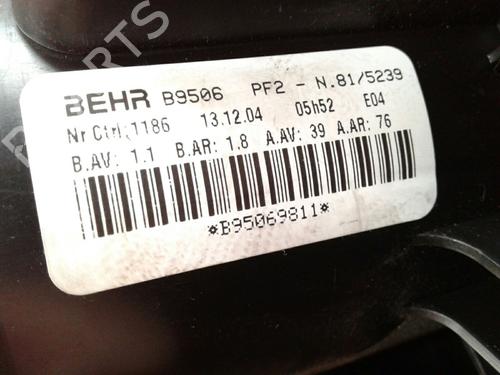 PARTS
BEHR B9506 PF2 - N.81/5239
Nr Ctrl:1186 13.12.04 05h52 E04
B.AV: 1.1 B.AR: 1.8 A.AV: 39 A.AR: 76
*B95069811*